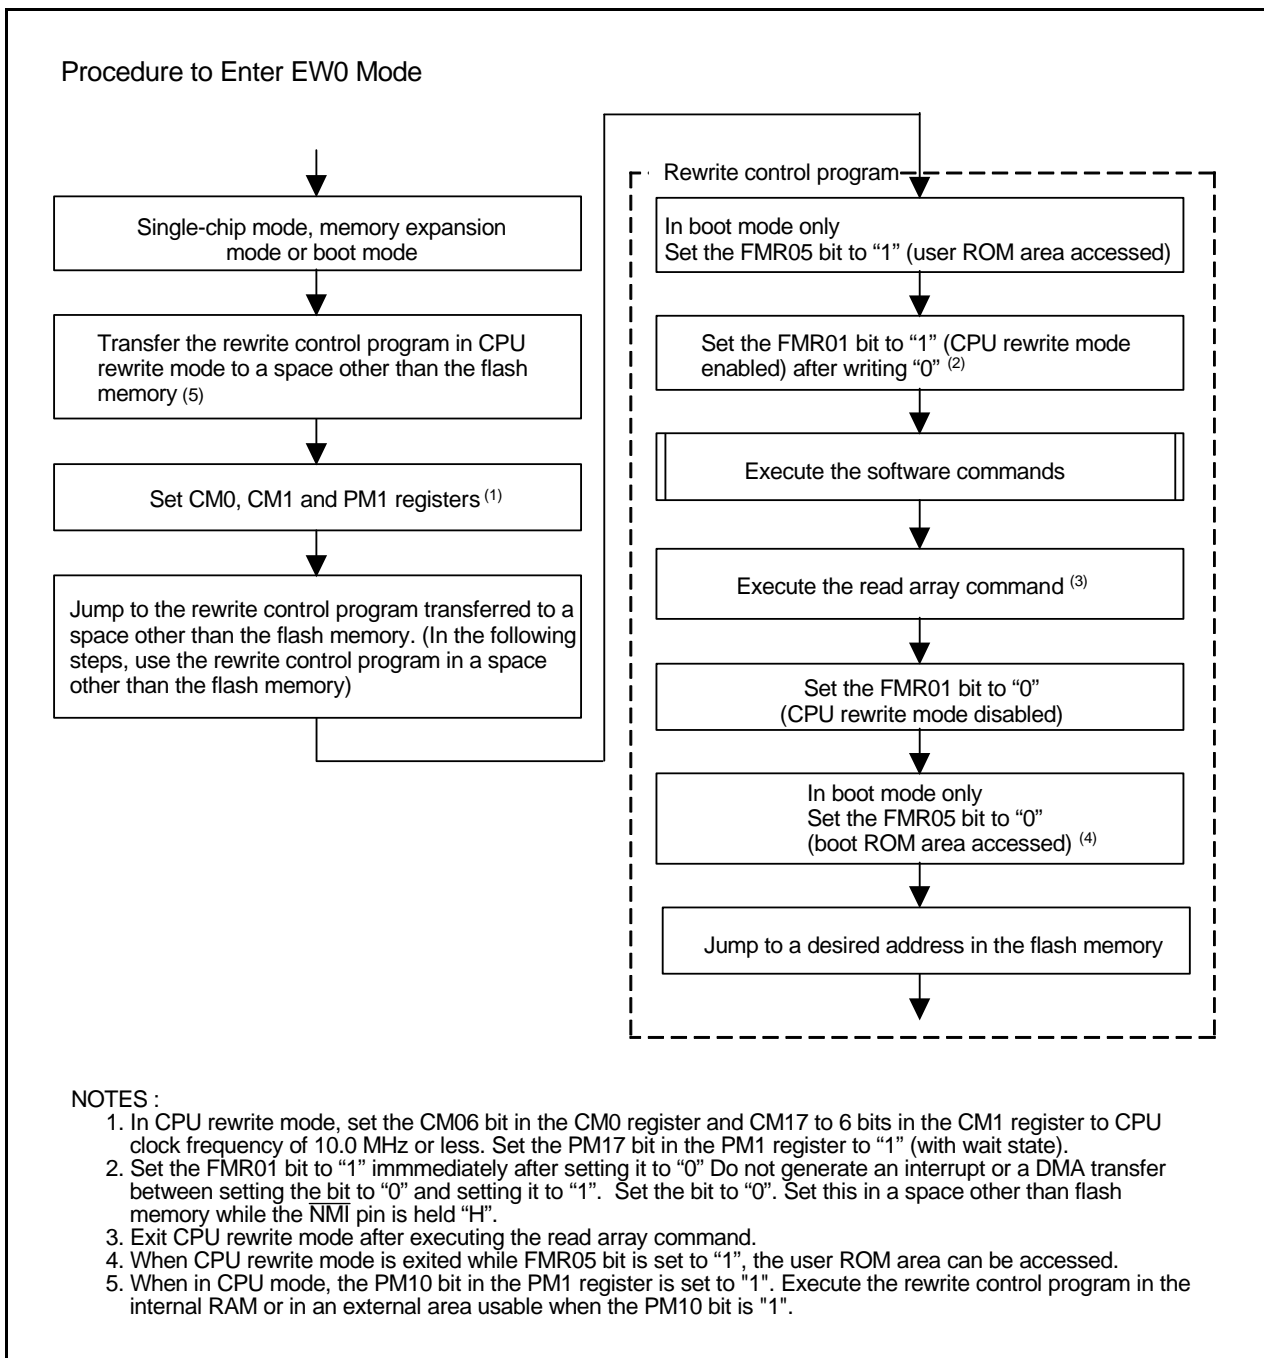 Procedure to Enter EW0 Mode
Single-chip mode, memory expansion
mode or boot mode
Transfer the rewrite control program in CPU
rewrite mode to a space other than the flash
memory (5)
Set CM0, CM1 and PM1 registers (1)
Jump to the rewrite control program transferred to a
space other than the flash memory. (In the following
steps, use the rewrite control program in a space
other than the flash memory)
Rewrite control program
In boot mode only
Set the FMR05 bit to “1” (user ROM area accessed)
Set the FMR01 bit to “1” (CPU rewrite mode
enabled) after writing “0” (2)
Execute the software commands
Execute the read array command (3)
Set the FMR01 bit to “0”
(CPU rewrite mode disabled)
In boot mode only
Set the FMR05 bit to “0”
(boot ROM area accessed) (4)
Jump to a desired address in the flash memory
NOTES :
1. In CPU rewrite mode, set the CM06 bit in the CM0 register and CM17 to 6 bits in the CM1 register to CPU
clock frequency of 10.0 MHz or less. Set the PM17 bit in the PM1 register to “1” (with wait state).
2. Set the FMR01 bit to “1” immmediately after setting it to “0” Do not generate an interrupt or a DMA transfer
between setting the bit to “0” and setting it to “1”. Set the bit to “0”. Set this in a space other than flash
memory while the N̅M̅I̅ pin is held “H”.
3. Exit CPU rewrite mode after executing the read array command.
4. When CPU rewrite mode is exited while FMR05 bit is set to “1”, the user ROM area can be accessed.
5. When in CPU mode, the PM10 bit in the PM1 register is set to "1". Execute the rewrite control program in the
internal RAM or in an external area usable when the PM10 bit is "1".